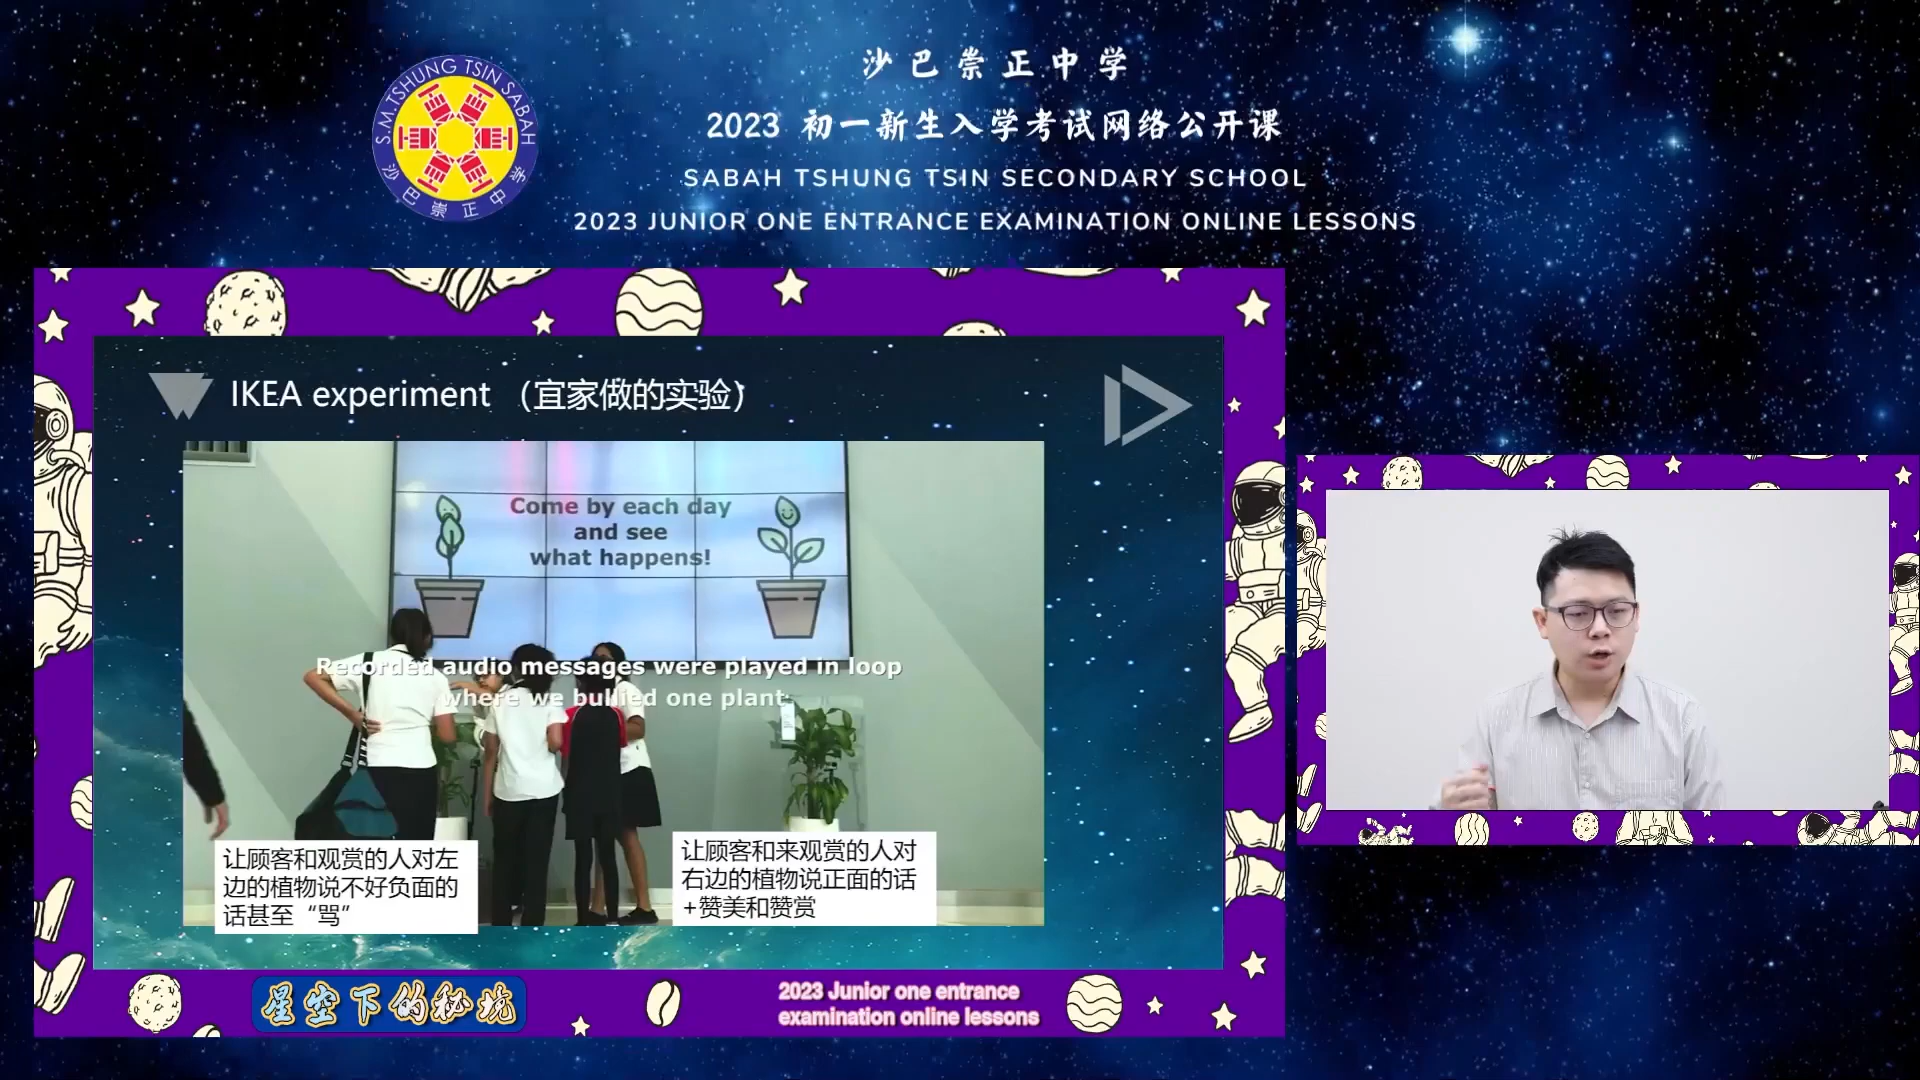 沙巴崇正中学
2023 初一新生入学考试网络公开课
SABAH TSHUNG TSIN SECONDARY SCHOOL
2023 JUNIOR ONE ENTRANCE EXAMINATION ONLINE LESSONS
S.M.TSHUNG TSIN SABAH
沙巴崇正中学
IKEA experiment （宜家做的实验）
Come by each day
and see
what happens!
Recorded audio messages were played in loop
where we bullied one plant
让顾客和观赏的人对左
边的植物说不好负面的
话甚至“骂”
让顾客和来观赏的人对
右边的植物说正面的话
+赞美和赞赏
星空下的秘境
2023 Junior one entrance
examination online lessons